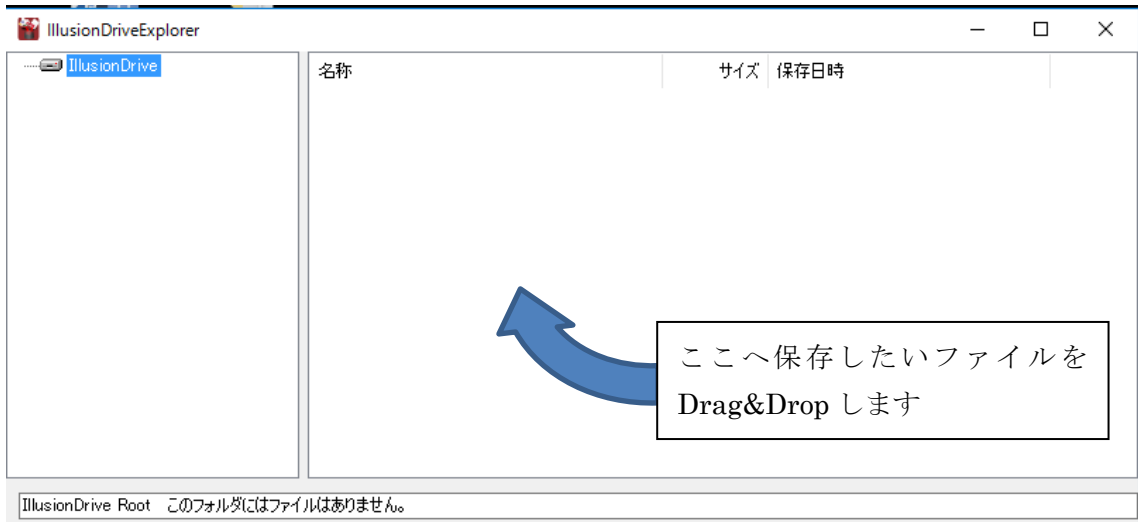 IllusionDriveExplorer
IllusionDrive
名称 サイズ 保存日時
ここへ保存したいファイルを
Drag&Drop します
IllusionDrive Root このフォルダにはファイルはありません。